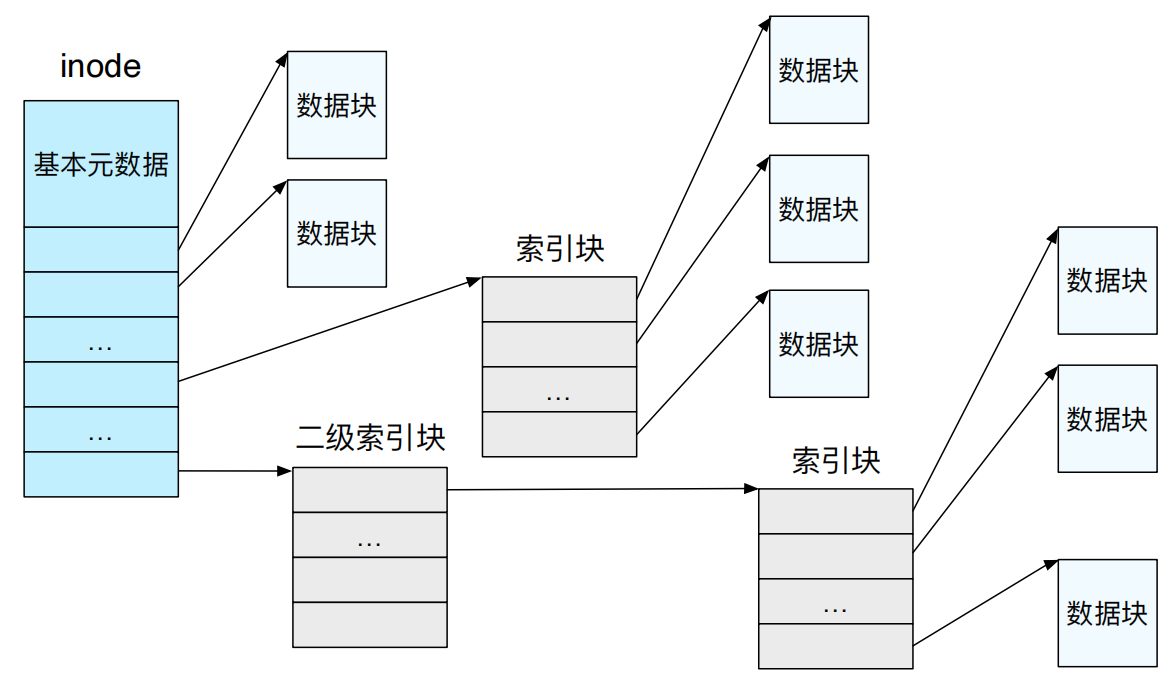 inode
基本元数据
...
...
数据块
数据块
索引块
...
数据块
数据块
数据块
二级索引块
...
索引块
...
数据块
数据块
数据块